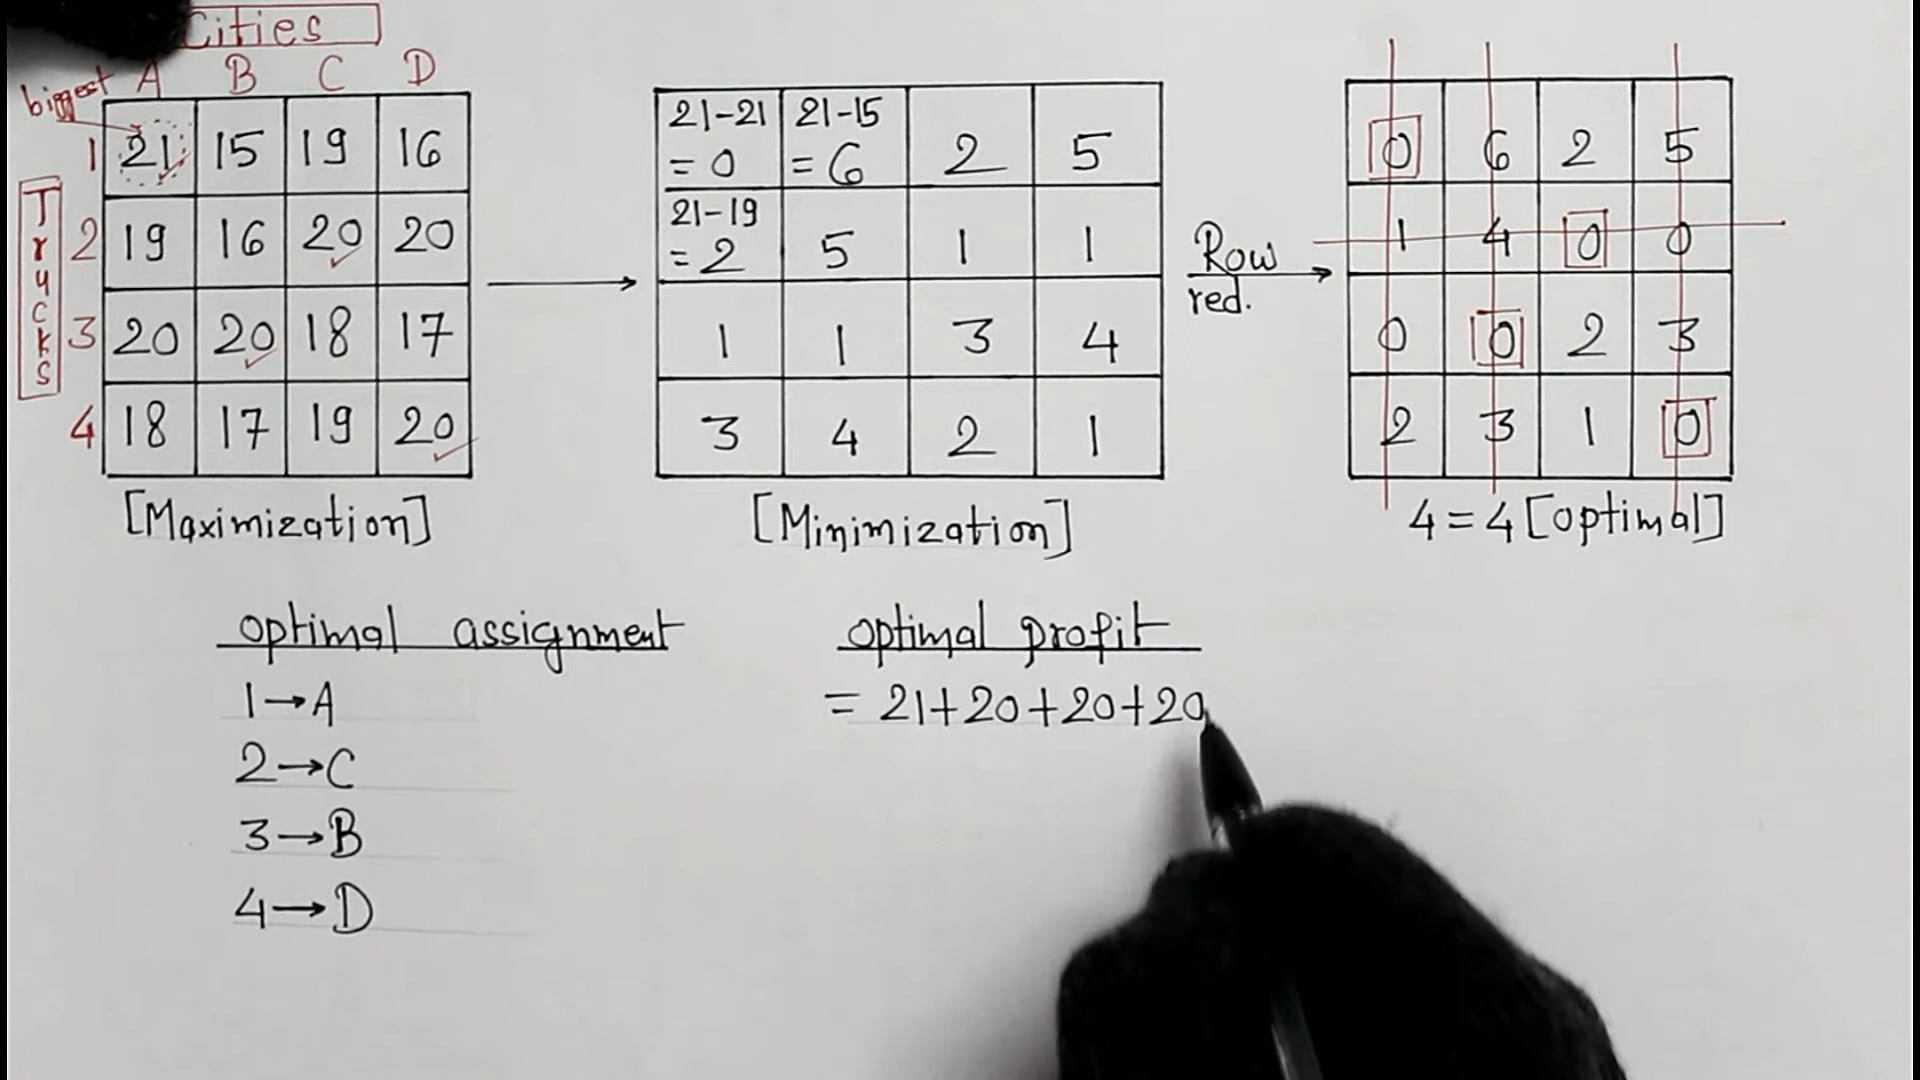 Cities
biggest A B C D
Trucks
1 21 15 19 16
2 19 16 20 20
3 20 20 18 17
4 18 17 19 20
[Maximization]
21-21 21-15
= 0 = 6 2 5
21-19
= 2 5 1 1
1 1 3 4
3 4 2 1
[Minimization]
Row
red.
0 6 2 5
1 4 0 0
0 0 2 3
2 3 1 0
4 = 4 [optimal]
optimal assignment
1→A
2→C
3→B
4→D
optimal profit
= 21+20+20+20